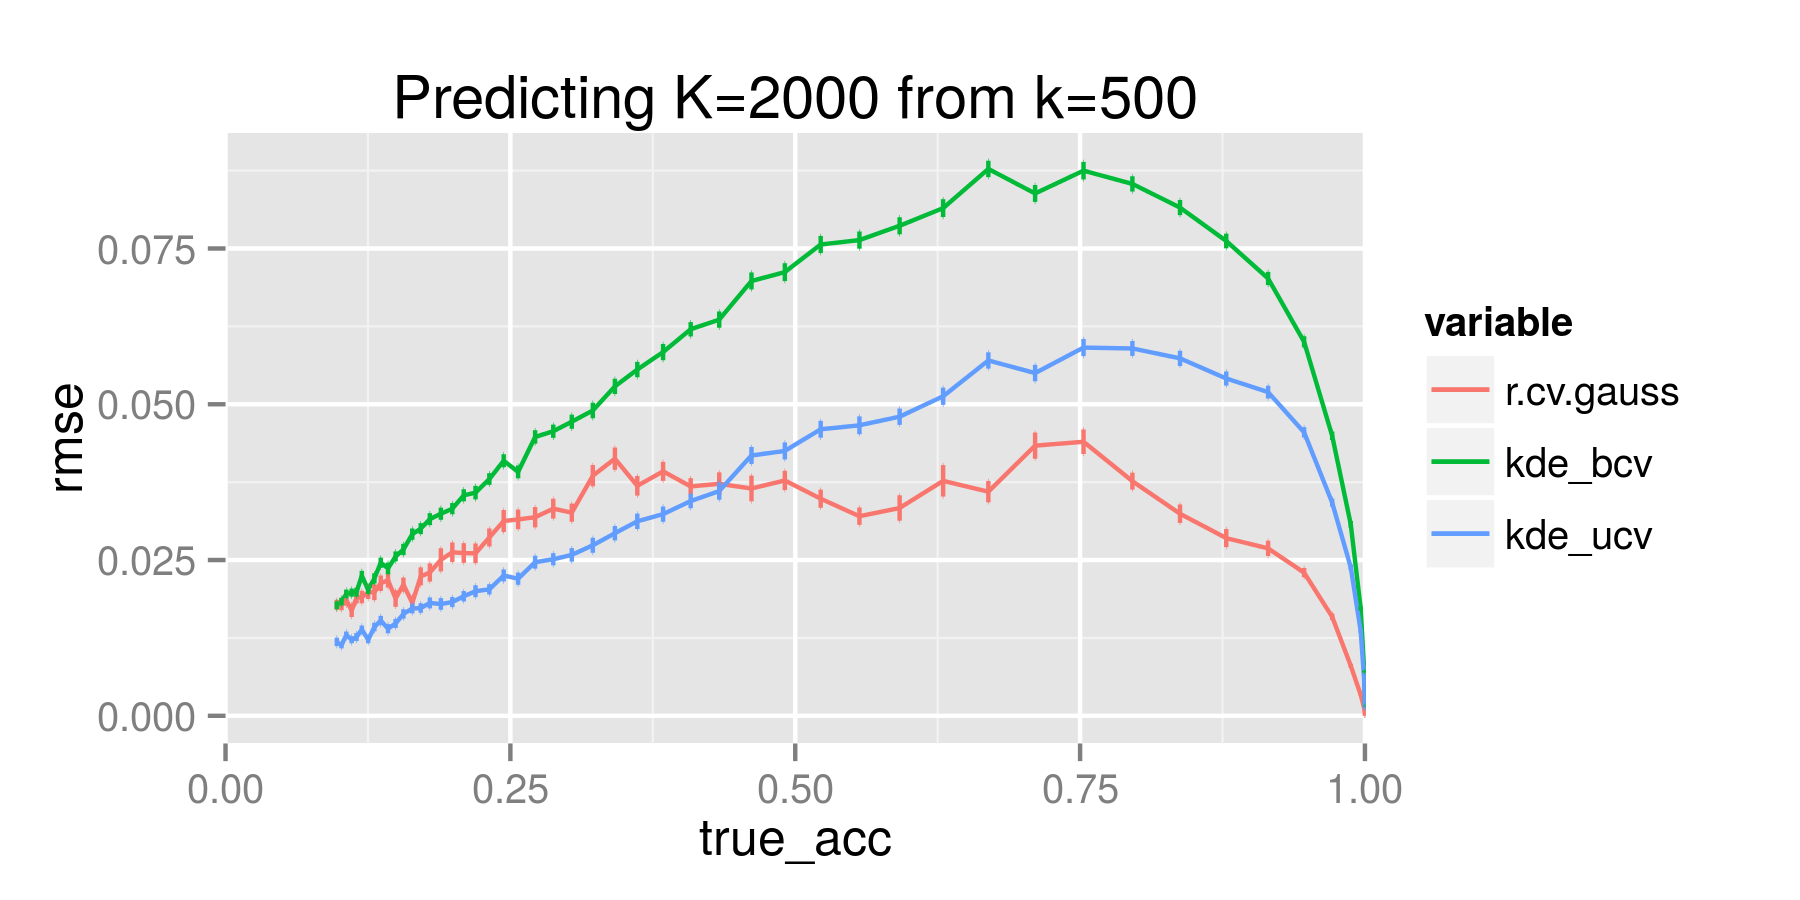 Predicting K=2000 from k=500
rmse
0.075
0.050
0.025
0.000
0.00 0.25 0.50 0.75 1.00
true_acc
variable
r.cv.gauss
kde_bcv
kde_ucv